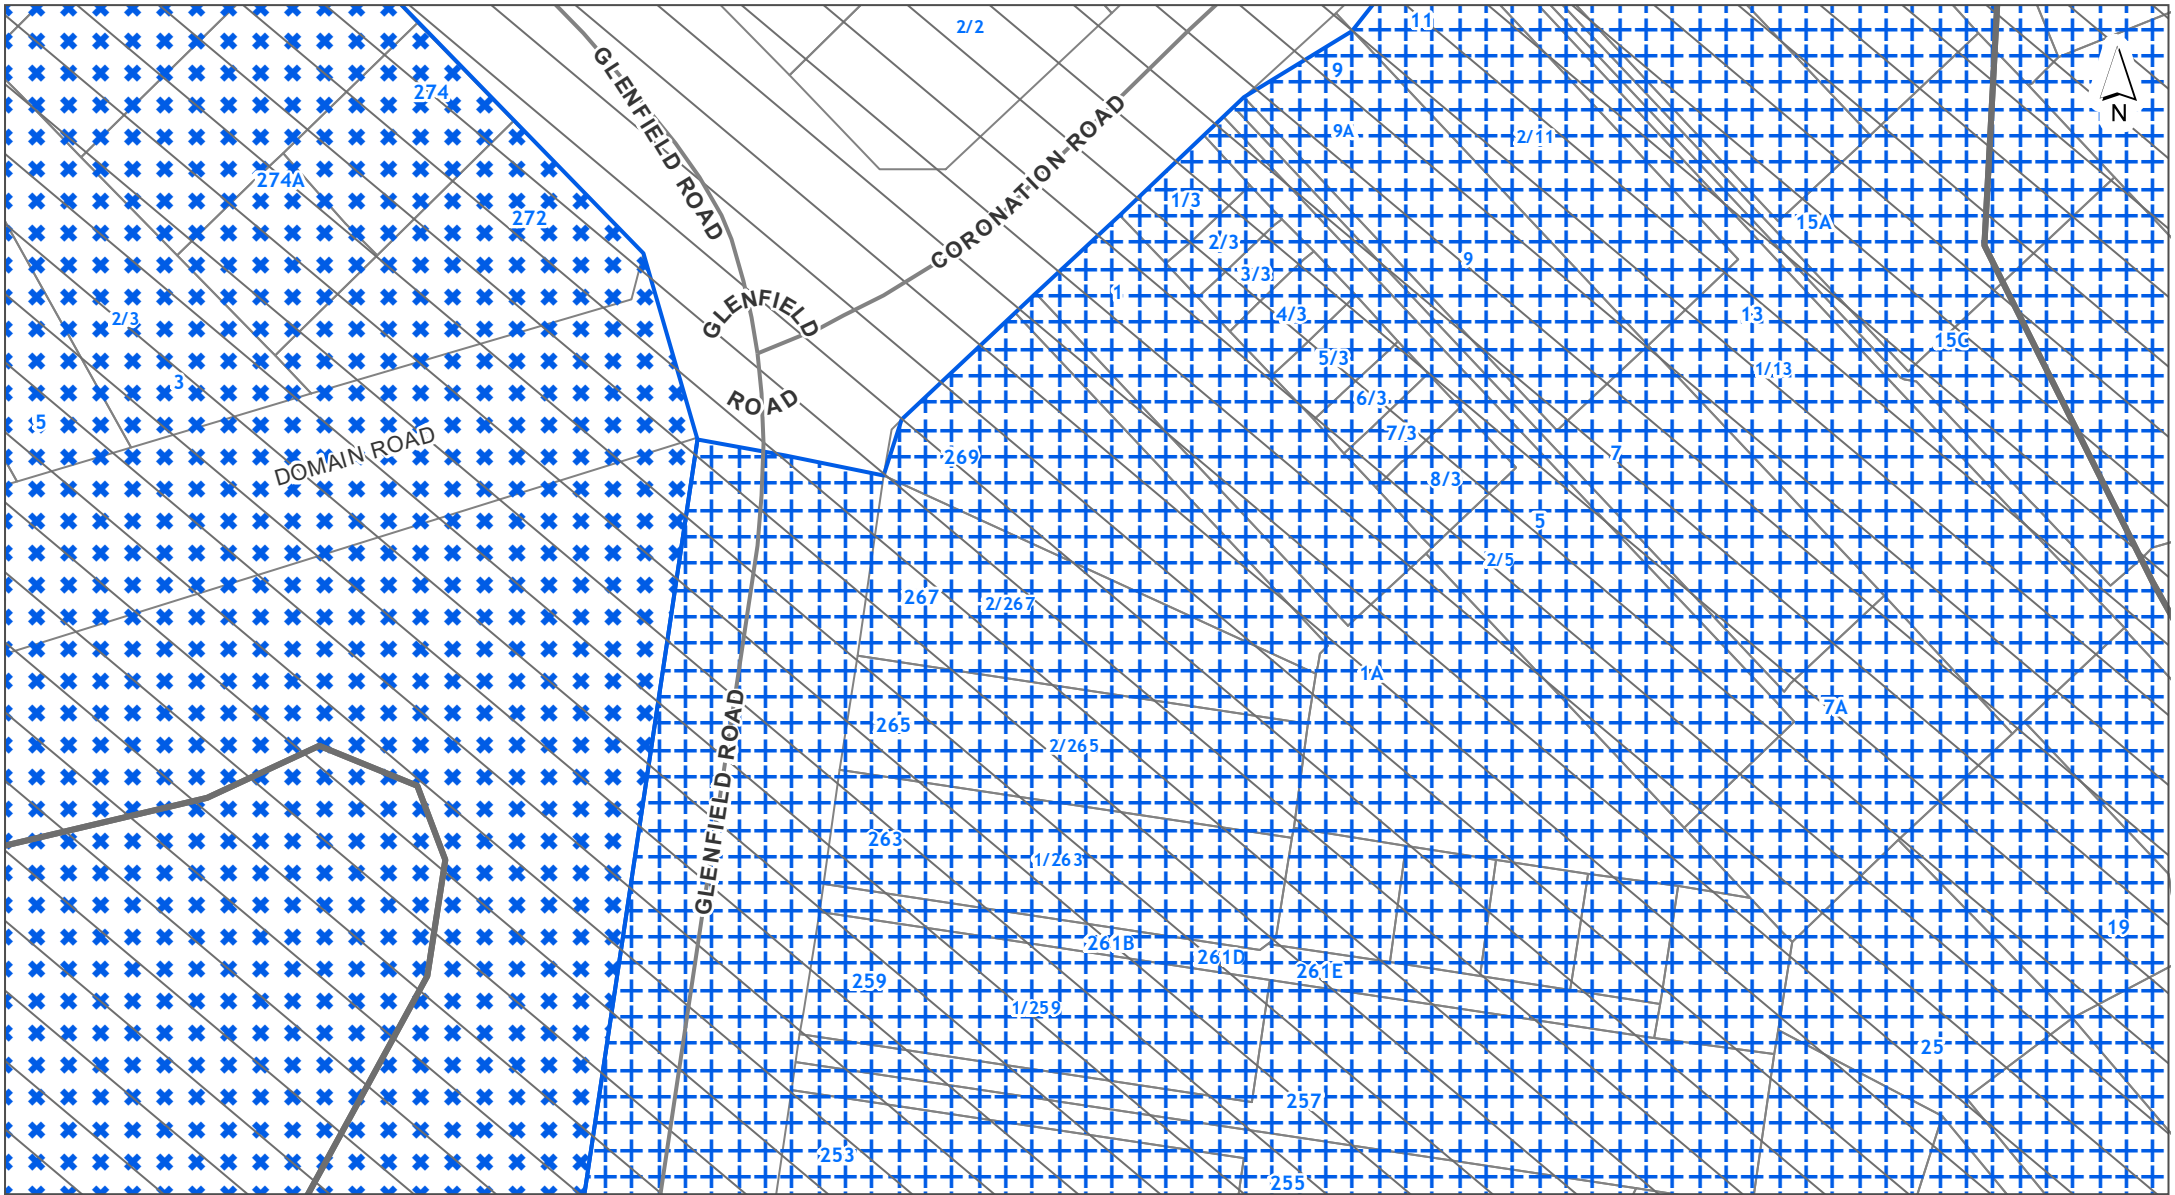 2/2
11
9
274
9A
2/11
N
GLENFIELD ROAD
CORONATION ROAD
274A
272
1/3
15A
2/3
9
3/3
1
2/3
4/3
13
GLENFIELD
15C
5/3
1/13
3
6/3
ROAD
5
7/3
DOMAIN ROAD
269
7
8/3
5
2/5
267
2/267
1A
265
7A
2/265
GLENFIELD ROAD
263
1/263
261B
19
261D
261E
259
1/259
25
257
253
255